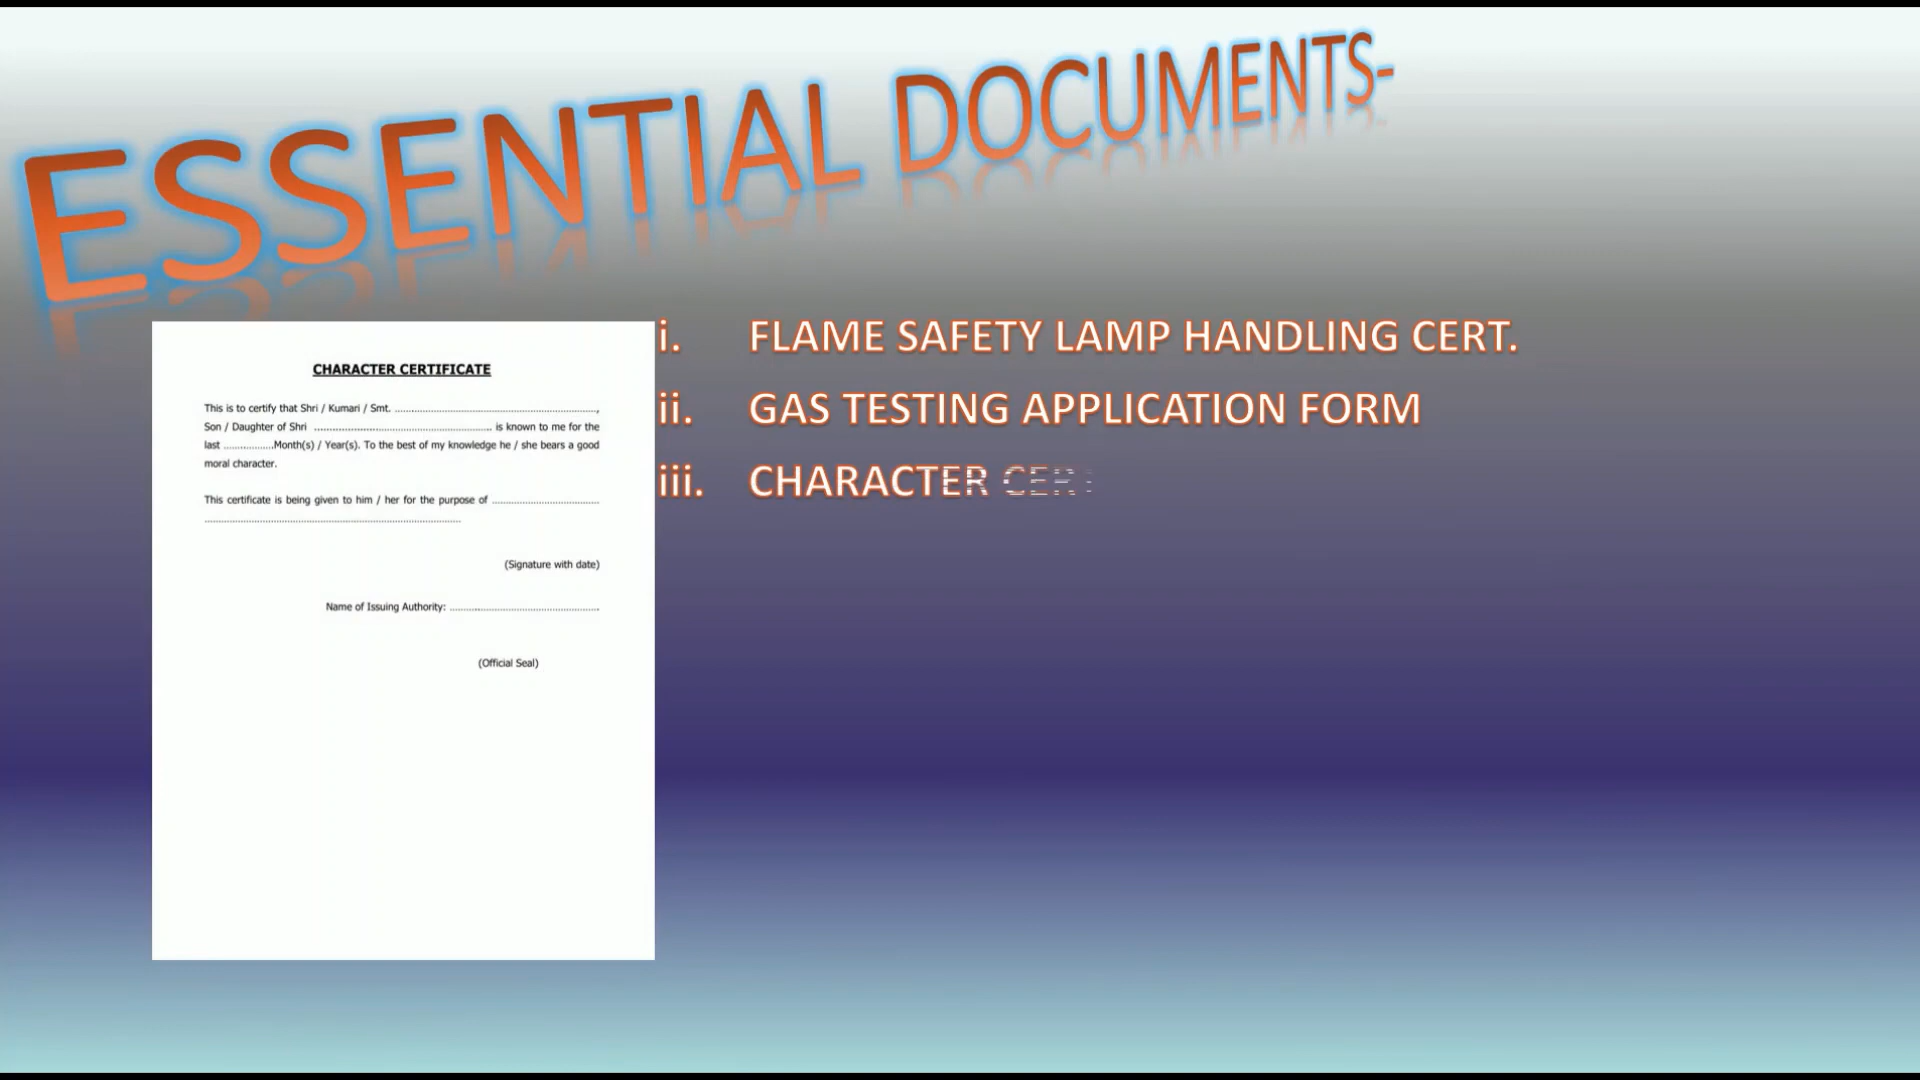 ESSENTIAL DOCUMENTS-
CHARACTER CERTIFICATE
This is to certify that Shri / Kumari / Smt. ......................................................................,
Son / Daughter of Shri .............................................................. is known to me for the
last ..................Month(s) / Year(s). To the best of my knowledge he / she bears a good
moral character.
This certificate is being given to him / her for the purpose of ......................................
..........................................................................................
(Signature with date)
Name of Issuing Authority: .....................................................
(Official Seal)
i. FLAME SAFETY LAMP HANDLING CERT.
ii. GAS TESTING APPLICATION FORM
iii. CHARACTER CERT